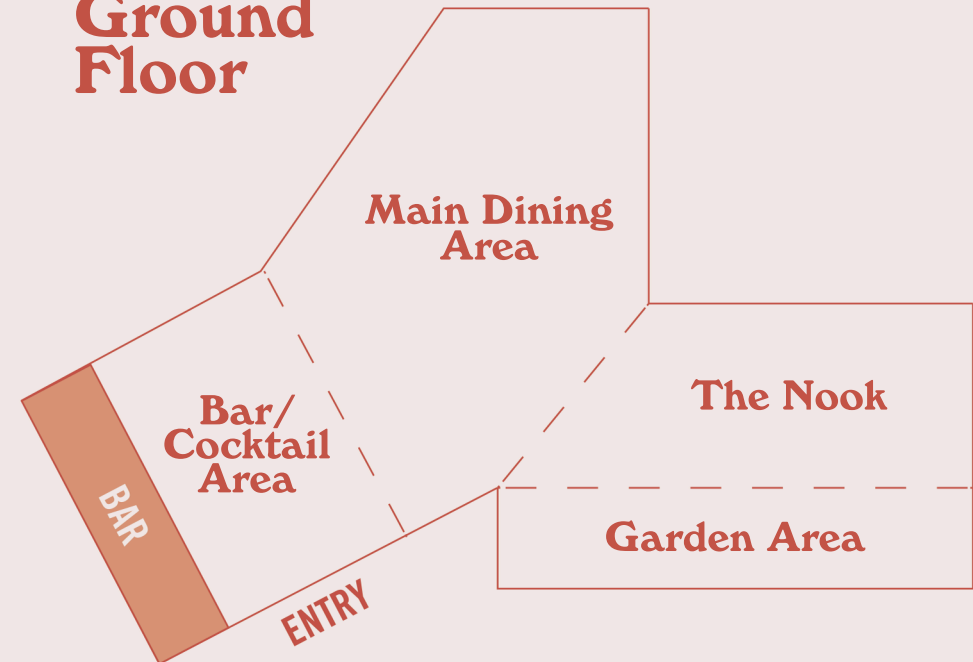 Ground
Floor
Main Dining
Area
The Nook
Bar/
Cocktail
Area
BAR
Garden Area
ENTRY